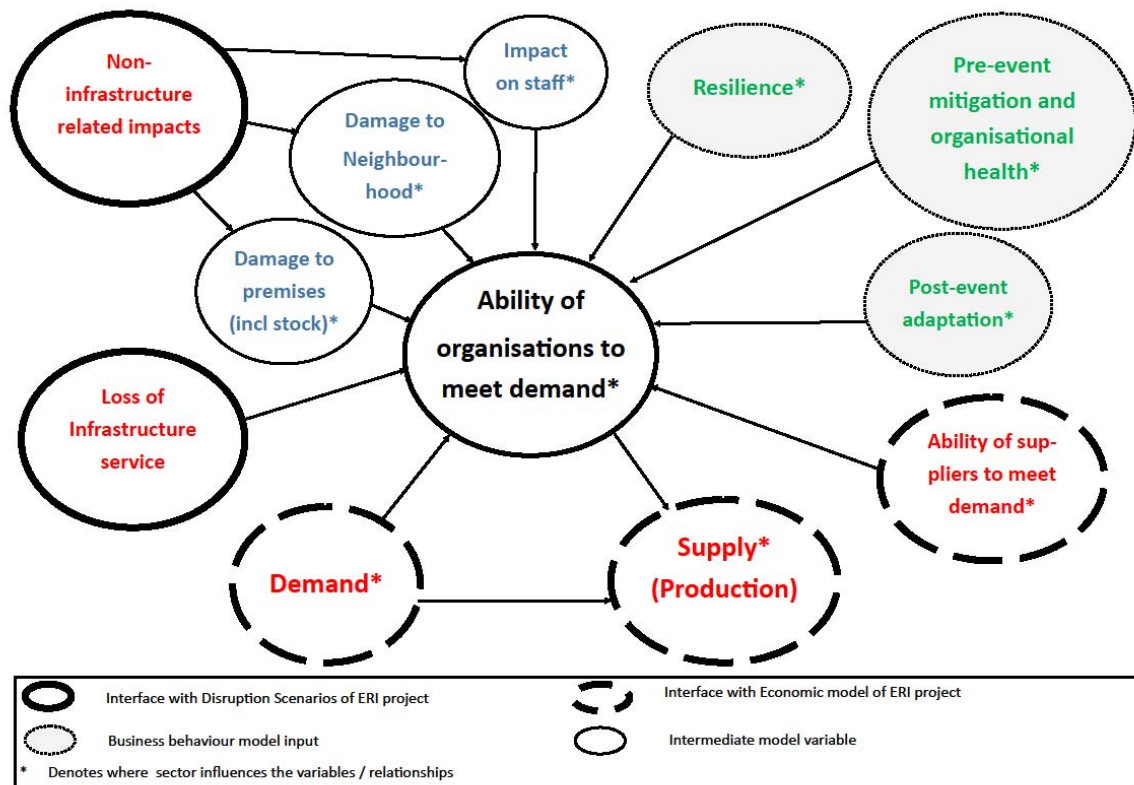 Non-
infrastructure
related impacts
Impact
on staff*
Resilience*
Pre-event
mitigation and
organisational
health*
Damage to
Neighbour-
hood*
Damage to
premises
(incl stock)*
Ability of
organisations to
meet demand*
Post-event
adaptation*
Loss of
Infrastructure
service
Ability of sup-
pliers to meet
demand*
Demand*
Supply*
(Production)
Interface with Disruption Scenarios of ERI project
Interface with Economic model of ERI project
Business behaviour model input
Intermediate model variable
* Denotes where sector influences the variables / relationships